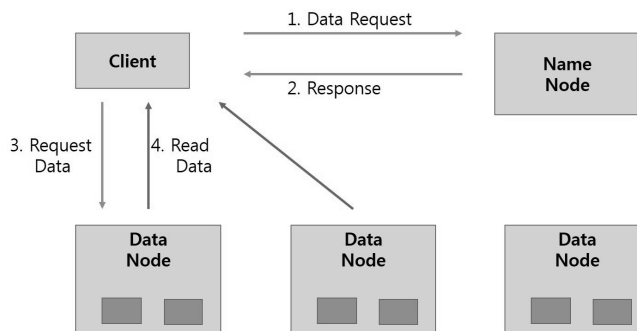 1. Data Request
Client
Name
Node
2. Response
3. Request
Data
4. Read
Data
Data
Node
Data
Node
Data
Node